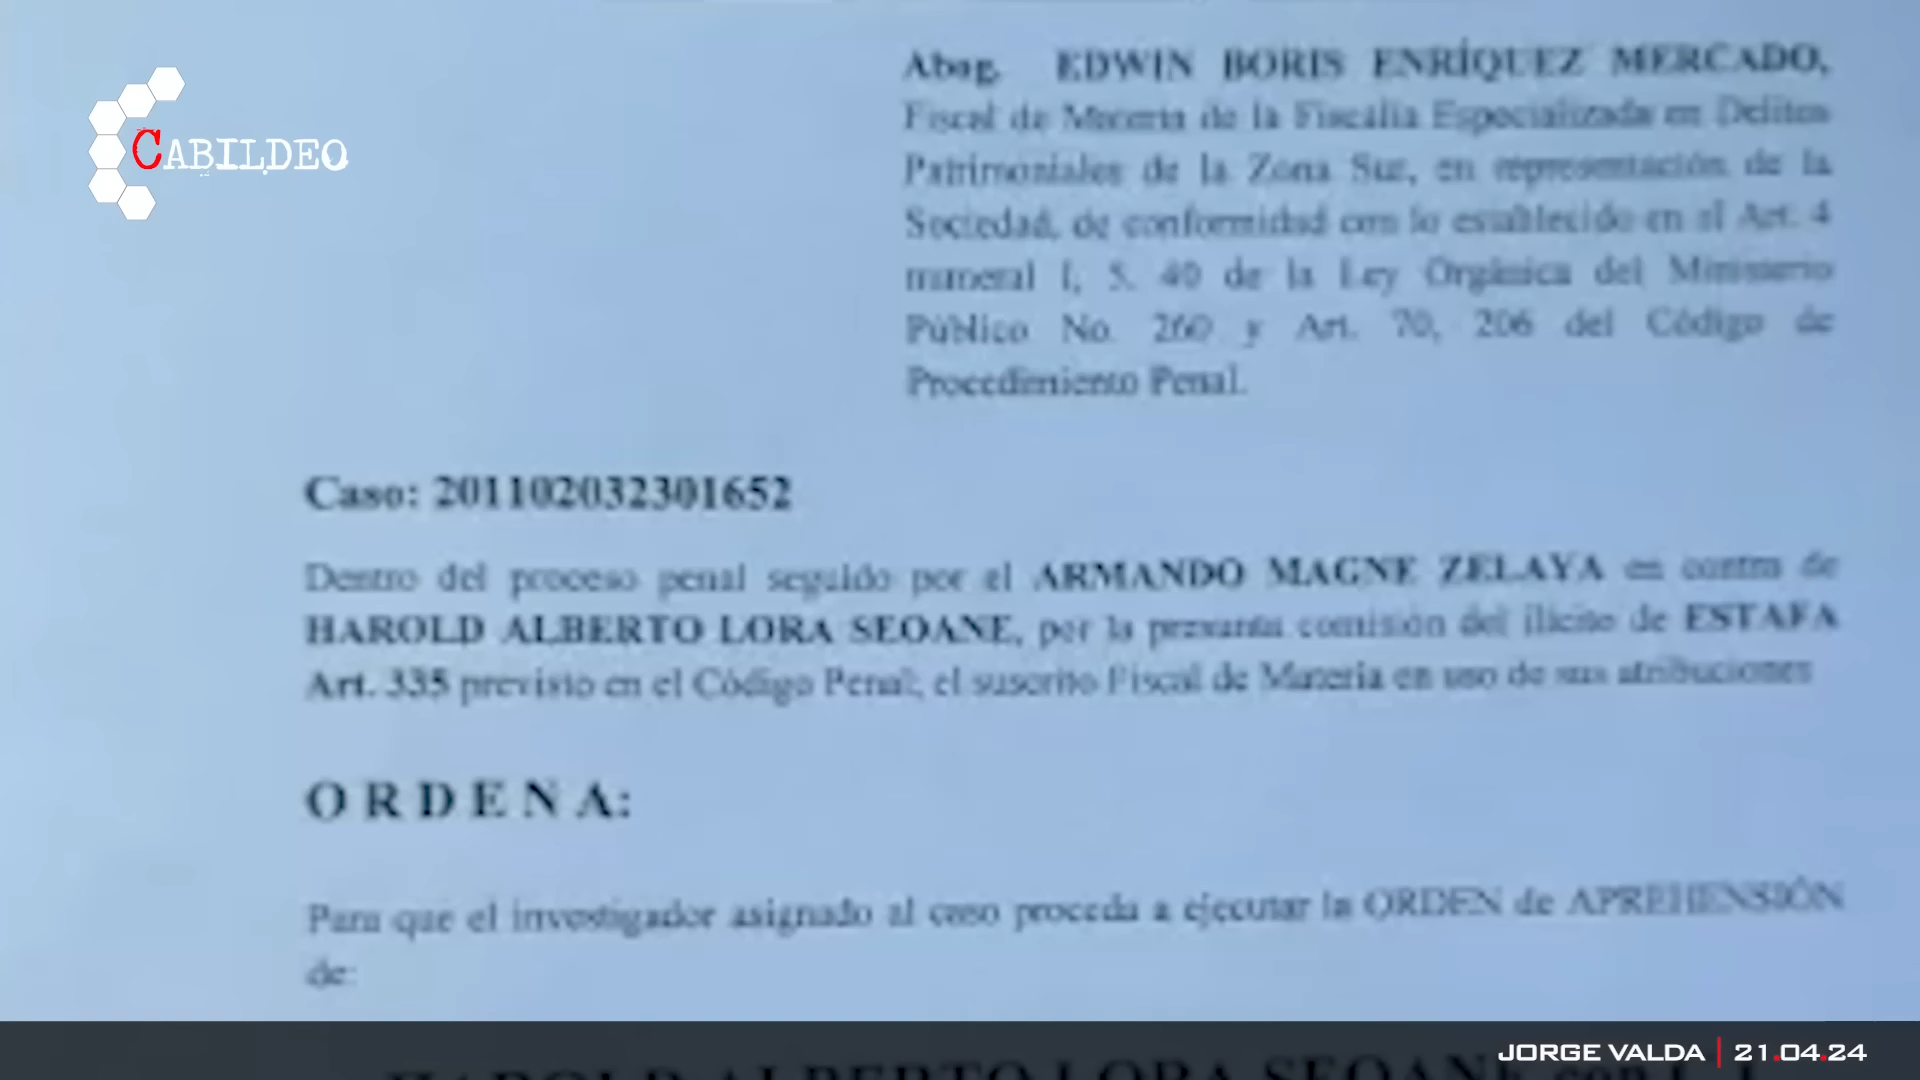 CABILDEO
Abog. EDWIN BORIS ENRÍQUEZ MERCADO,
Fiscal de Materia de la Fiscalía Especializada en Delitos
Patrimoniales de la Zona Sur, en representación de la
Sociedad, de conformidad con lo establecido en el Art. 4
numeral I, 5. 40 de la Ley Orgánica del Ministerio
Público No. 260 y Art. 70, 206 del Código de
Procedimiento Penal.
Caso: 201102032301652
Dentro del proceso penal seguido por el ARMANDO MAGNE ZELAYA en contra de
HAROLD ALBERTO LORA SEOANE, por la presunta comisión del ilícito de ESTAFA
Art. 335 previsto en el Código Penal; el suscrito Fiscal de Materia en uso de sus atribuciones
ORDENA:
Para que el investigador asignado al caso proceda a ejecutar la ORDEN de APREHENSIÓN
de:
HAROLD ALBERTO LORA SEOANE con C.I.
JORGE VALDA | 21.04.24